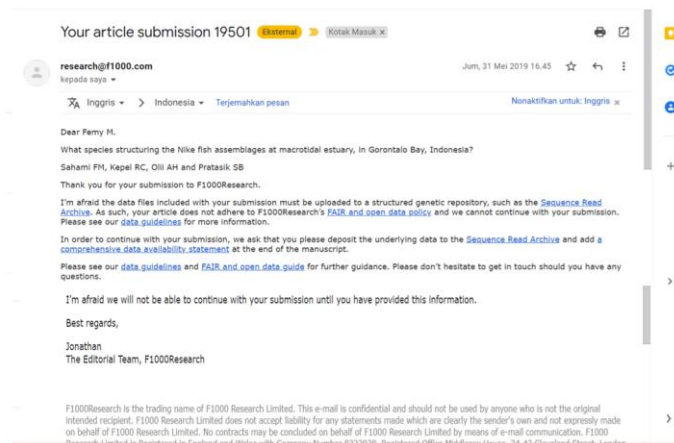 Your article submission 19501 Eksternal Kotak Masuk x
research@f1000.com
Jum, 31 Mei 2019 16.45
kepada saya
Inggris > Indonesia Terjemahkan pesan
Nonaktifkan untuk: Inggris x
Dear Femy M.
What species structuring the Nike fish assemblages at macrotidal estuary, in Gorontalo Bay, Indonesia?
Sahami FM, Kepel RC, Olii AH and Pratasik SB
Thank you for your submission to F1000Research.
I'm afraid the data files included with your submission must be uploaded to a structured genetic repository, such as the Sequence Read
Archive. As such, your article does not adhere to F1000Research's FAIR and open data policy and we cannot continue with your submission.
Please see our data guidelines for more information.
In order to continue with your submission, we ask that you please deposit the underlying data to the Sequence Read Archive and add a
comprehensive data availability statement at the end of the manuscript.
Please see our data guidelines and FAIR and open data guide for further guidance. Please don't hesitate to get in touch should you have any
questions.
I'm afraid we will not be able to continue with your submission until you have provided this information.
Best regards,
Jonathan
The Editorial Team, F1000Research
F1000Research is the trading name of F1000 Research Limited. This e-mail is confidential and should not be used by anyone who is not the original
intended recipient. F1000 Research Limited does not accept liability for any statements made which are clearly the sender's own and not expressly made
on behalf of F1000 Research Limited. No contracts may be concluded on behalf of F1000 Research Limited by means of e-mail communication. F1000
Research Limited is Registered in England and Wales with Company Number